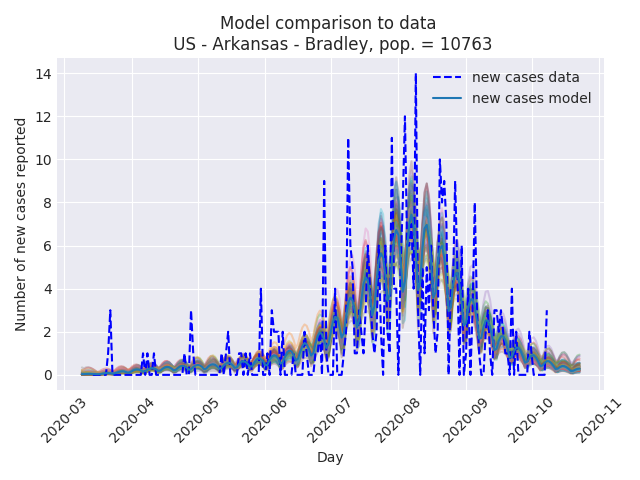 Model comparison to data
US - Arkansas - Bradley, pop. = 10763
new cases data
new cases model
Number of new cases reported
14
12
10
8
6
4
2
0
2020-03
2020-04
2020-05
2020-06
2020-07
2020-08
2020-09
2020-10
2020-11
Day